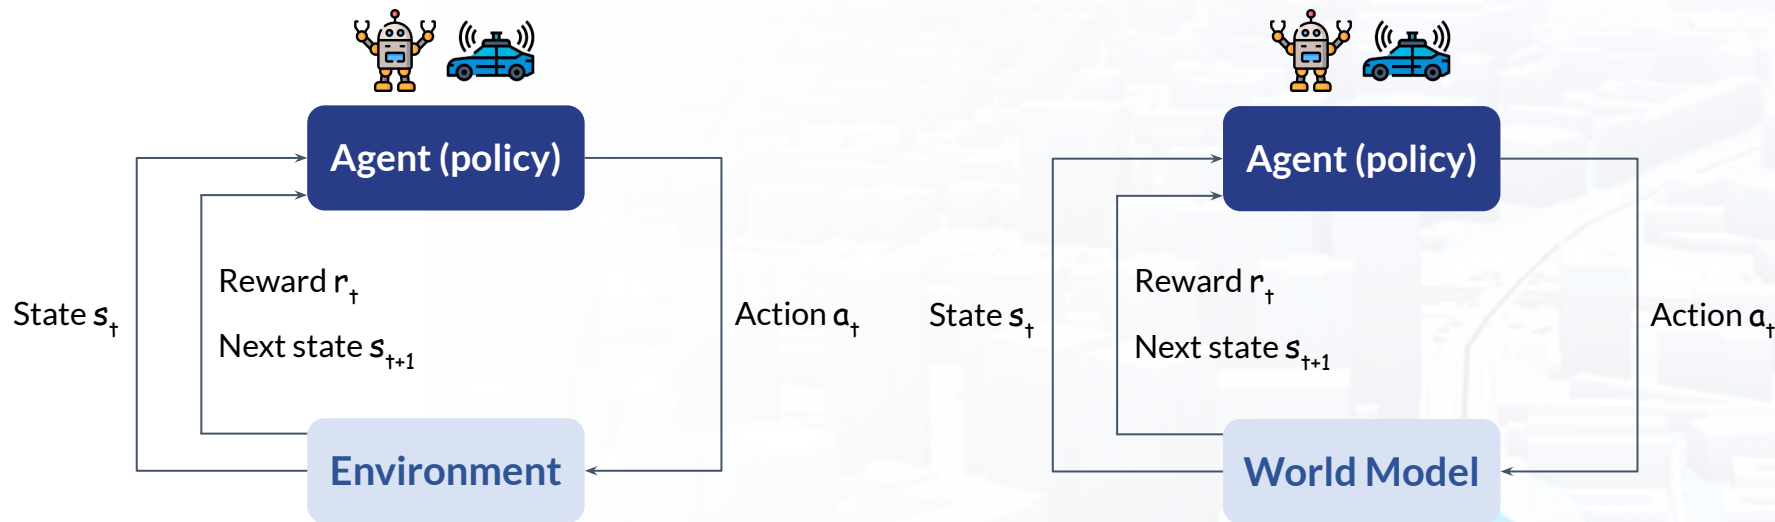 Agent (policy)
State sₜ
Reward rₜ
Next state sₜ₊₁
Action aₜ
Environment
Agent (policy)
State sₜ
Reward rₜ
Next state sₜ₊₁
Action aₜ
World Model